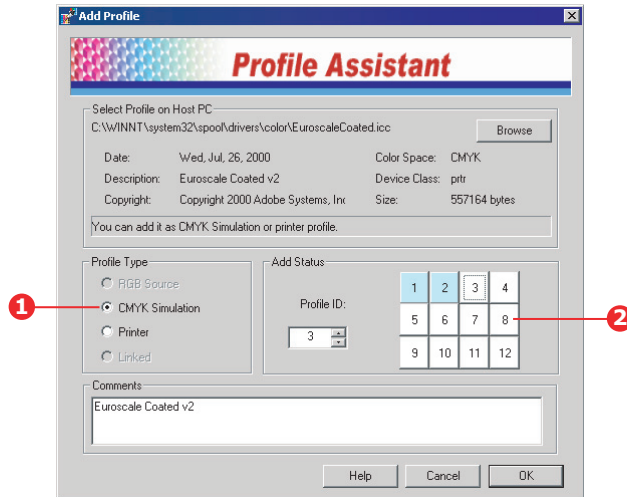 Add Profile
Profile Assistant
Select Profile on Host PC
C:\WINNT\system32\spool\drivers\color\EuroscaleCoated.icc
Browse
Date: Wed, Jul, 26, 2000 Color Space: CMYK
Description: Euroscale Coated v2 Device Class: prtr
Copyright: Copyright 2000 Adobe Systems, Inc Size: 557164 bytes
You can add it as CMYK Simulation or printer profile.
Profile Type
RGB Source
1
CMYK Simulation
Printer
Linked
Add Status
Profile ID:
3
1 2 3 4
5 6 7 8
2
9 10 11 12
Comments
Euroscale Coated v2
Help Cancel OK